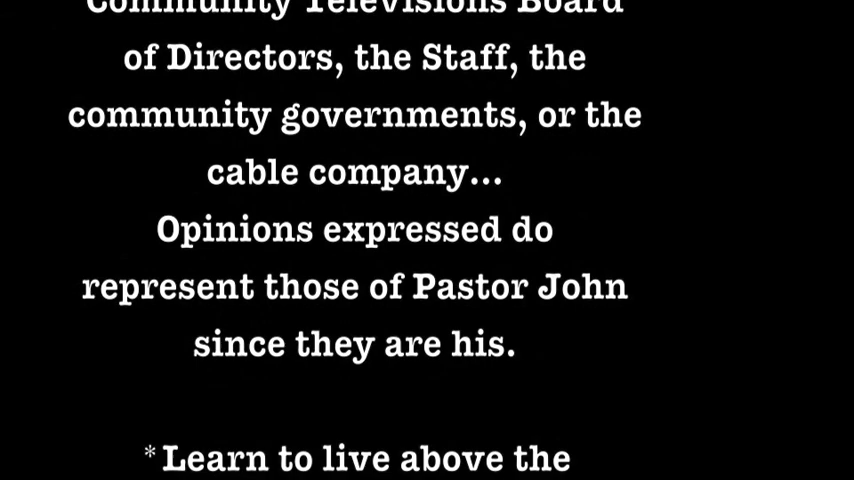 Community Televisions Board
of Directors, the Staff, the
community governments, or the
cable company...
Opinions expressed do
represent those of Pastor John
since they are his.
*Learn to live above the